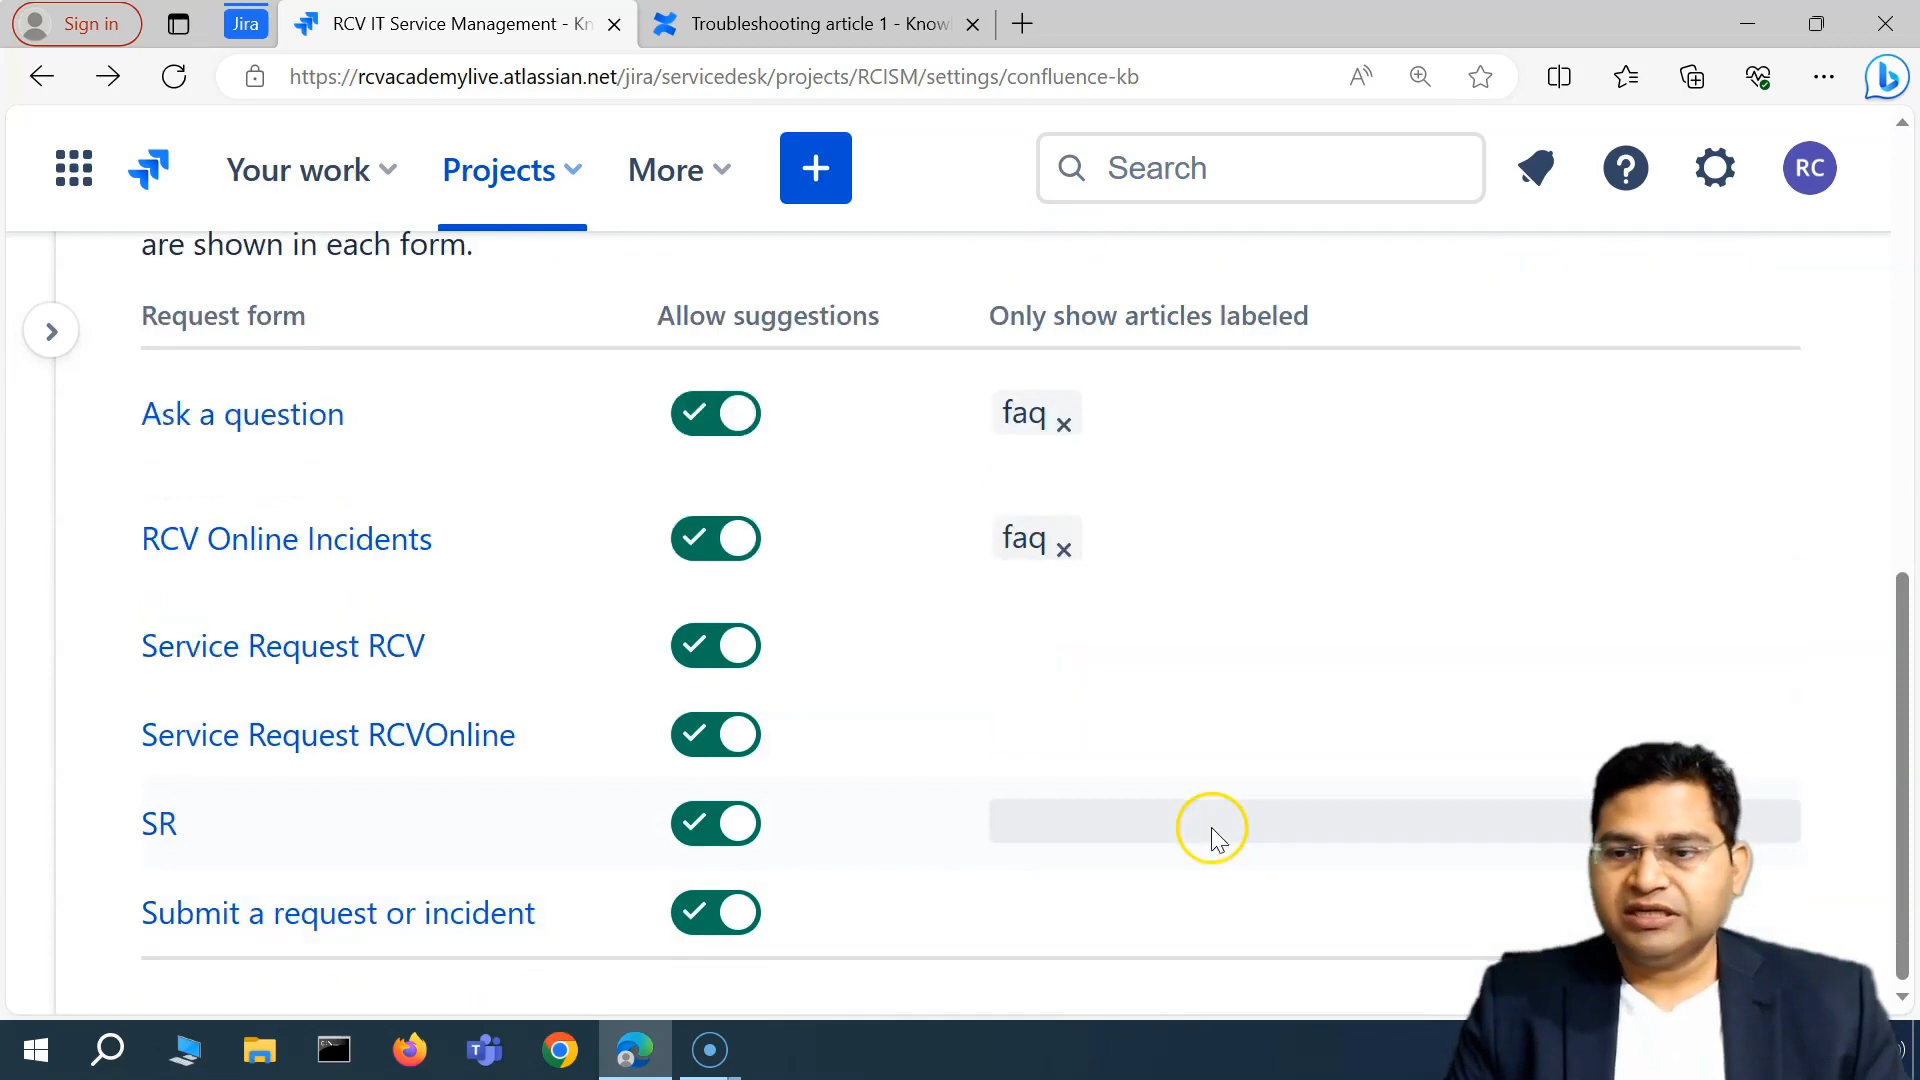 Sign in
Jira
RCV IT Service Management - Kn
Troubleshooting article 1 - Know
https://rcvacademylive.atlassian.net/jira/servicedesk/projects/RCISM/settings/confluence-kb
Your work
Projects
More
Search
RC
are shown in each form.
Request form
Allow suggestions
Only show articles labeled
Ask a question
faq
RCV Online Incidents
faq
Service Request RCV
Service Request RCVOnline
SR
Submit a request or incident